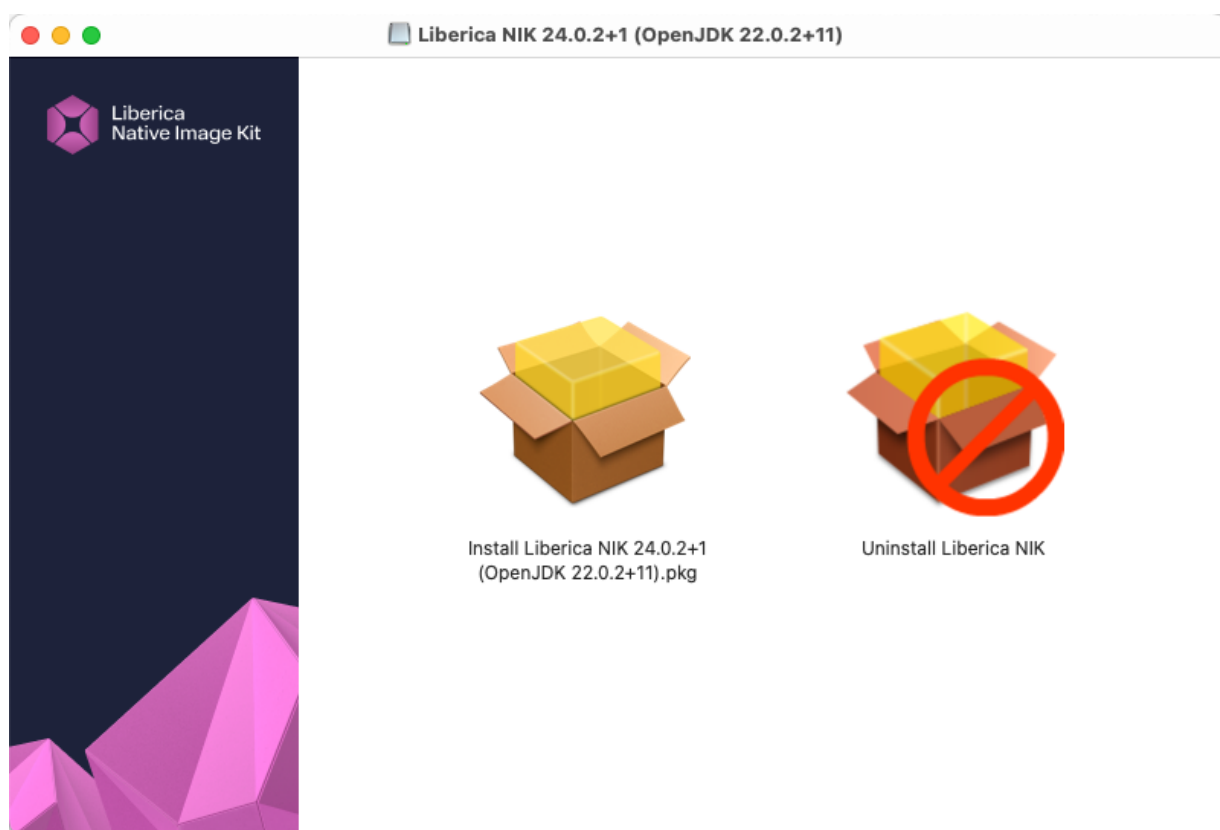 Liberica NIK 24.0.2+1 (OpenJDK 22.0.2+11)
Liberica
Native Image Kit
Install Liberica NIK 24.0.2+1
(OpenJDK 22.0.2+11).pkg
Uninstall Liberica NIK